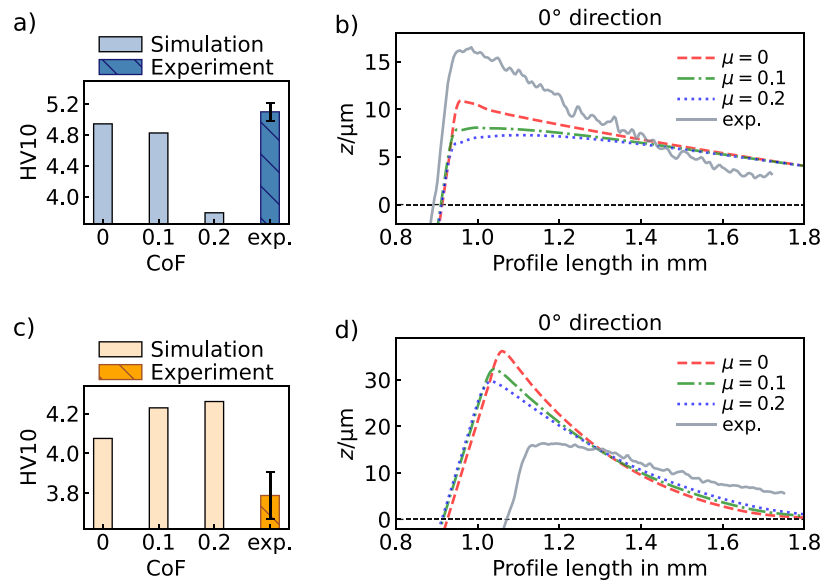 a)
Simulation
Experiment
HV10
5.2
4.8
4.4
4.0
0 0.1 0.2 exp.
CoF
b)
0° direction
z/μm
15
10
5
0
μ = 0
μ = 0.1
μ = 0.2
exp.
0.8 1.0 1.2 1.4 1.6 1.8
Profile length in mm
c)
Simulation
Experiment
HV10
4.2
4.0
3.8
0 0.1 0.2 exp.
CoF
d)
0° direction
z/μm
30
20
10
0
μ = 0
μ = 0.1
μ = 0.2
exp.
0.8 1.0 1.2 1.4 1.6 1.8
Profile length in mm